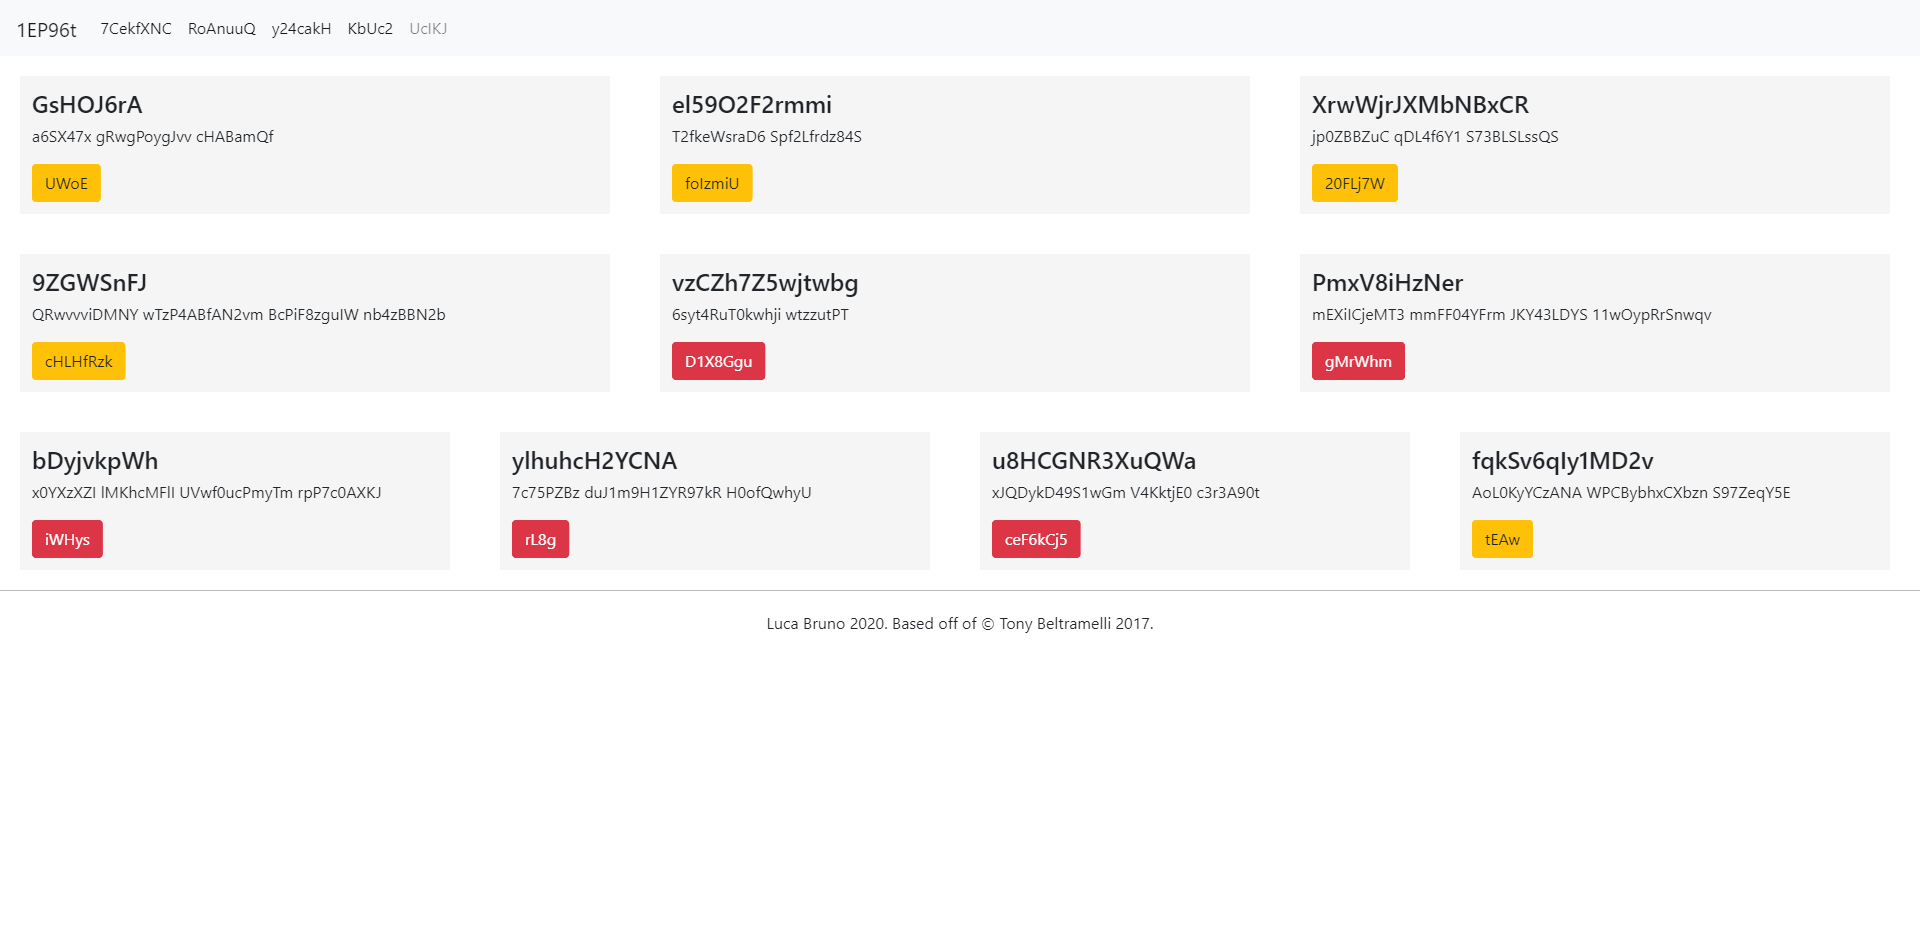 1EP96t 7CekfXNC RoAnuuQ y24cakH KbUc2 UcIKJ
GsHOJ6rA
a6SX47x gRwgPoygJvv cHABamQf
UWoE
el59O2F2rmmi
T2fkeWsraD6 Spf2Lfrdz84S
foIzmiU
XrwWjrJXMbNBxCR
jp0ZBBZuC qDL4f6Y1 S73BLSLssQS
20FLj7W
9ZGWSnFJ
QRwvvviDMNY wTzP4ABfAN2vm BcPiF8zguIW nb4zBBN2b
cHLHfRzk
vzCZh7Z5wjtwbg
6syt4RuT0kwhji wtzzutPT
D1X8Ggu
PmxV8iHzNer
mEXiICjeMT3 mmFF04YFrm JKY43LDYS 11wOypRrSnwqv
gMrWhm
bDyjvkpWh
x0YXzXZI lMKhcMFlI UVwf0ucPmyTm rpP7c0AXKJ
iWHys
ylhuhcH2YCNA
7c75PZBz duJ1m9H1ZYR97kR H0ofQwhyU
rL8g
u8HCGNR3XuQWa
xJQDykD49S1wGm V4KktjE0 c3r3A90t
ceF6kCj5
fqkSv6qIy1MD2v
AoL0KyYCzANA WPCBybhxCXbzn S97ZeqY5E
tEAw
Luca Bruno 2020. Based off of © Tony Beltramelli 2017.